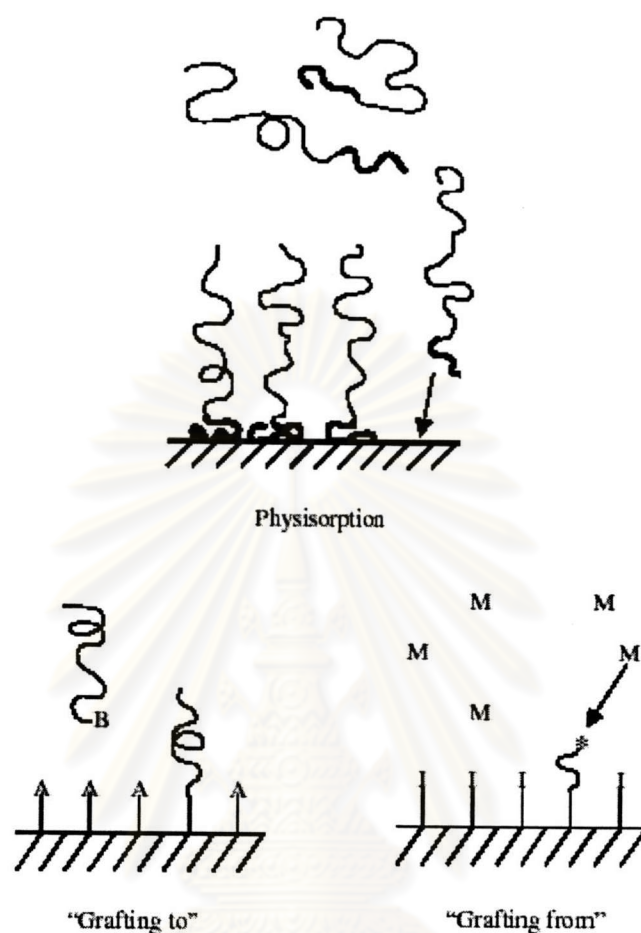 Physisorption
M M
M M
B M
*
A A A A I I I I
"Grafting to" "Grafting from"